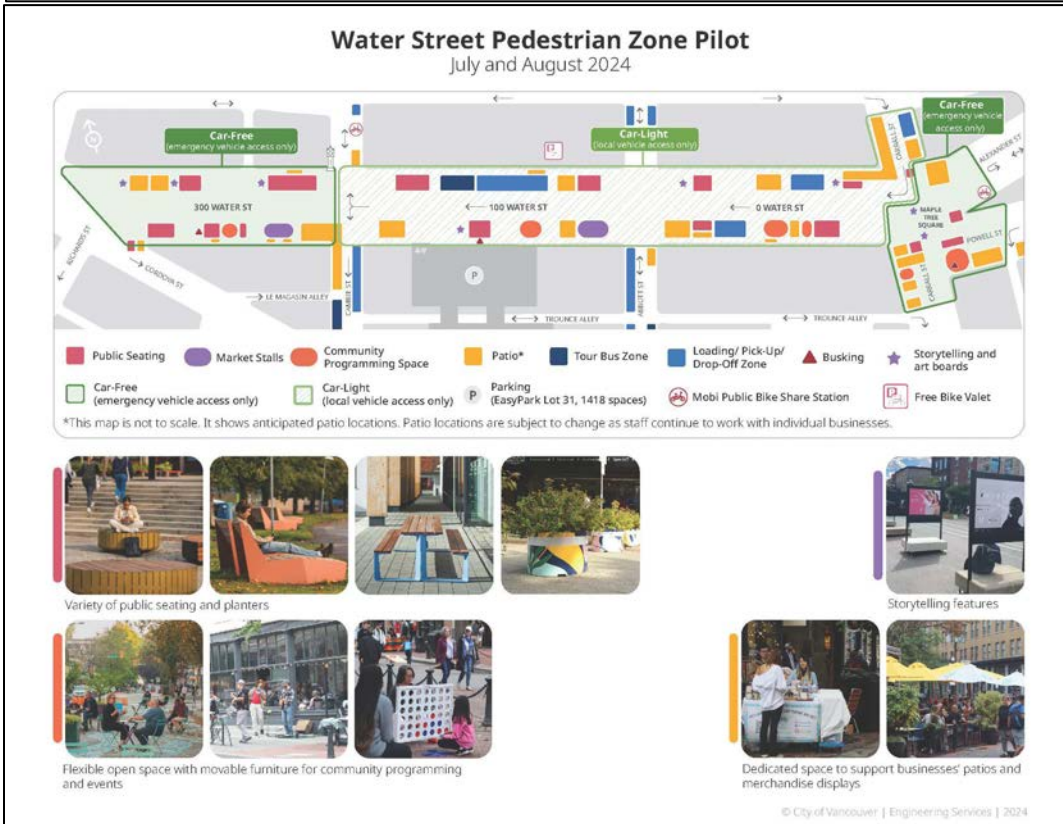 Water Street Pedestrian Zone Pilot
July and August 2024
Car-Free
(emergency vehicle access only)
Car-Light
(local vehicle access only)
Car-Free
(emergency vehicle
access only)
CARRALL ST
ALEXANDER ST
300 WATER ST
100 WATER ST
0 WATER ST
MAPLE
TREE
SQUARE
POWELL ST
CARRALL ST
RICHARDS ST
CORDOVA ST
LE MAGASIN ALLEY
CAMBIE ST
P
ABBOTT ST
TROUNCE ALLEY
TROUNCE ALLEY
Public Seating
Market Stalls
Community
Programming Space
Patio*
Tour Bus Zone
Loading/ Pick-Up/
Drop-Off Zone
Busking
Storytelling and
art boards
Car-Free
(emergency vehicle access only)
Car-Light
(local vehicle access only)
P
Parking
(EasyPark Lot 31, 1418 spaces)
Mobi Public Bike Share Station
Free Bike Valet
*This map is not to scale. It shows anticipated patio locations. Patio locations are subject to change as staff continue to work with individual businesses.
Variety of public seating and planters
Storytelling features
Flexible open space with movable furniture for community programming
and events
Dedicated space to support businesses' patios and
merchandise displays
© City of Vancouver | Engineering Services | 2024